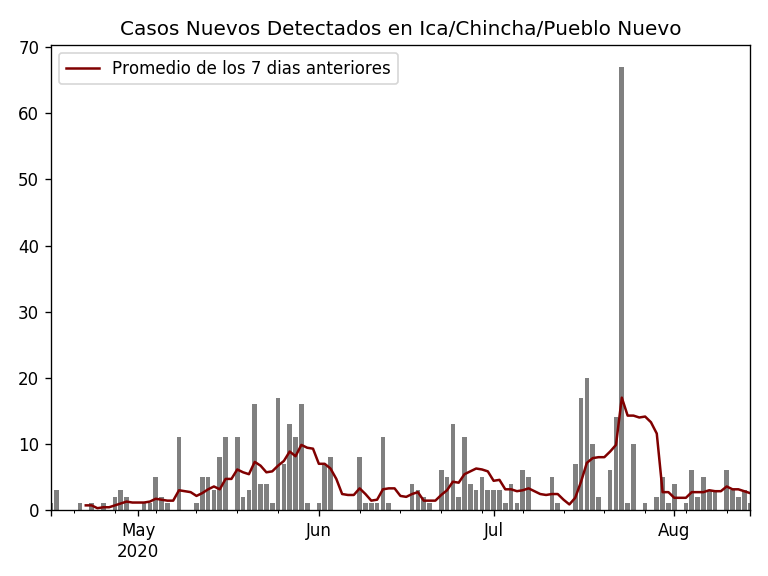 Casos Nuevos Detectados en Ica/Chincha/Pueblo Nuevo
Promedio de los 7 dias anteriores
70
60
50
40
30
20
10
0
May
2020
Jun
Jul
Aug